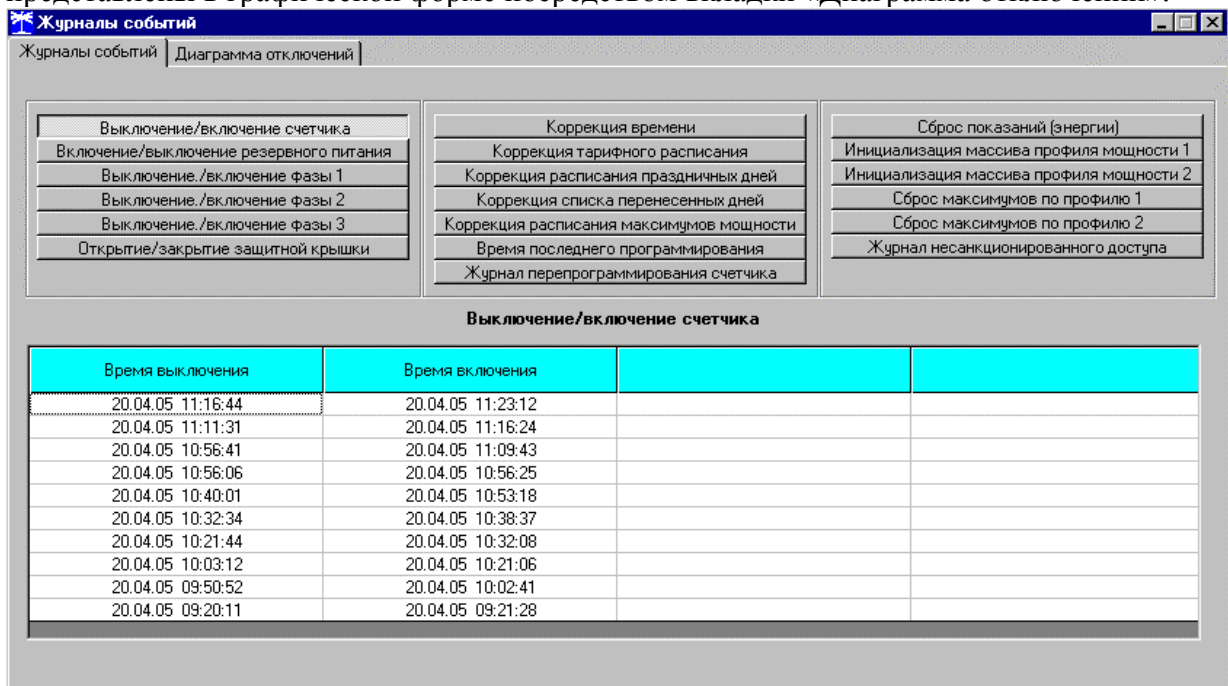 представлены в графической форме посредством вкладки «Диаграмма отключений».
Журналы событий
Журналы событий
Диаграмма отключений
Выключение/включение счетчика
Включение/выключение резервного питания
Выключение./включение фазы 1
Выключение./включение фазы 2
Выключение./включение фазы 3
Открытие/закрытие защитной крышки
Коррекция времени
Коррекция тарифного расписания
Коррекция расписания праздничных дней
Коррекция списка перенесенных дней
Коррекция расписания максимумов мощности
Время последнего программирования
Журнал перепрограммирования счетчика
Сброс показаний (энергии)
Инициализация массива профиля мощности 1
Инициализация массива профиля мощности 2
Сброс максимумов по профилю 1
Сброс максимумов по профилю 2
Журнал несанкционированного доступа
Выключение/включение счетчика
Время выключения Время включения
20.04.05 11:16:44 20.04.05 11:23:12
20.04.05 11:11:31 20.04.05 11:16:24
20.04.05 10:56:41 20.04.05 11:09:43
20.04.05 10:56:06 20.04.05 10:56:25
20.04.05 10:40:01 20.04.05 10:53:18
20.04.05 10:32:34 20.04.05 10:38:37
20.04.05 10:21:44 20.04.05 10:32:08
20.04.05 10:03:12 20.04.05 10:21:06
20.04.05 09:50:52 20.04.05 10:02:41
20.04.05 09:20:11 20.04.05 09:21:28